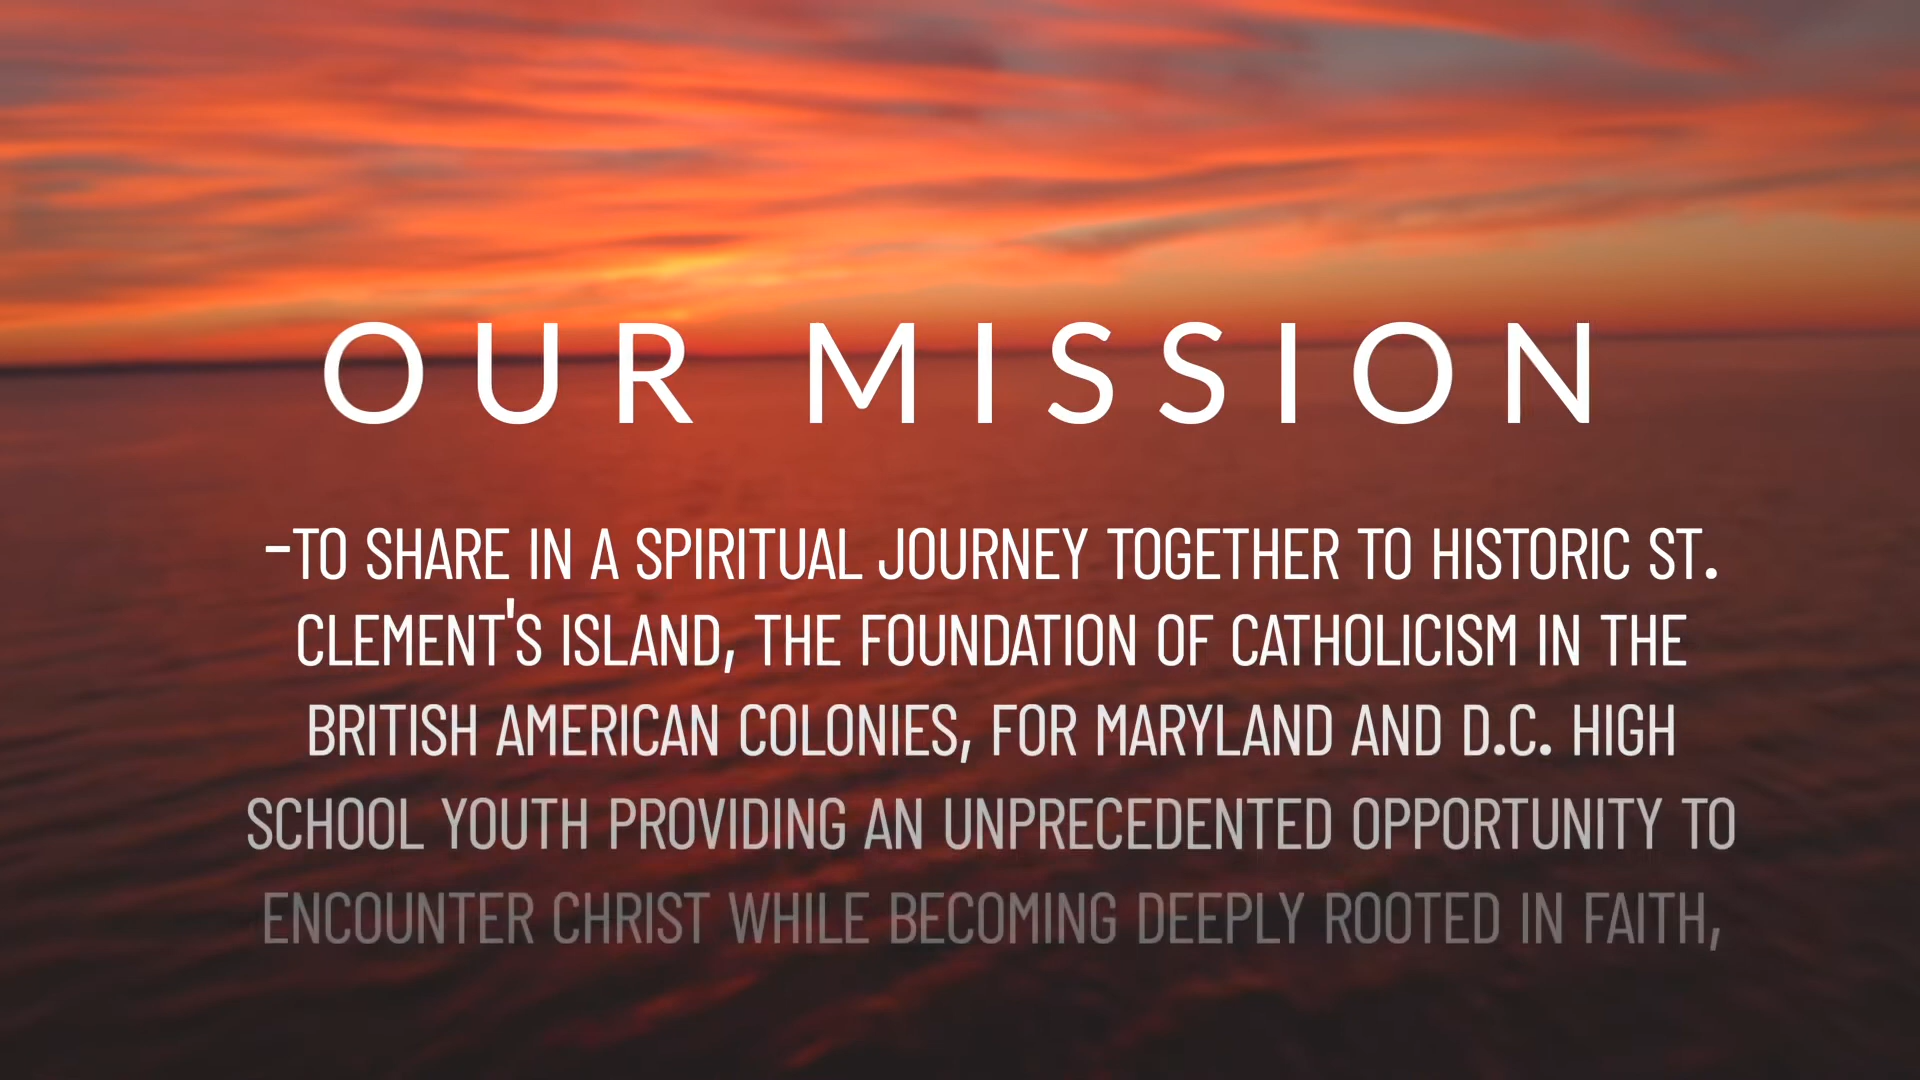 OUR MISSION
-TO SHARE IN A SPIRITUAL JOURNEY TOGETHER TO HISTORIC ST.
CLEMENT'S ISLAND, THE FOUNDATION OF CATHOLICISM IN THE
BRITISH AMERICAN COLONIES, FOR MARYLAND AND D.C. HIGH
SCHOOL YOUTH PROVIDING AN UNPRECEDENTED OPPORTUNITY TO
ENCOUNTER CHRIST WHILE BECOMING DEEPLY ROOTED IN FAITH,